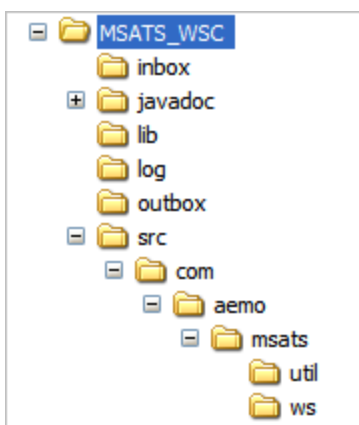 MSATS_WSC
inbox
javadoc
lib
log
outbox
src
com
aemo
msats
util
ws